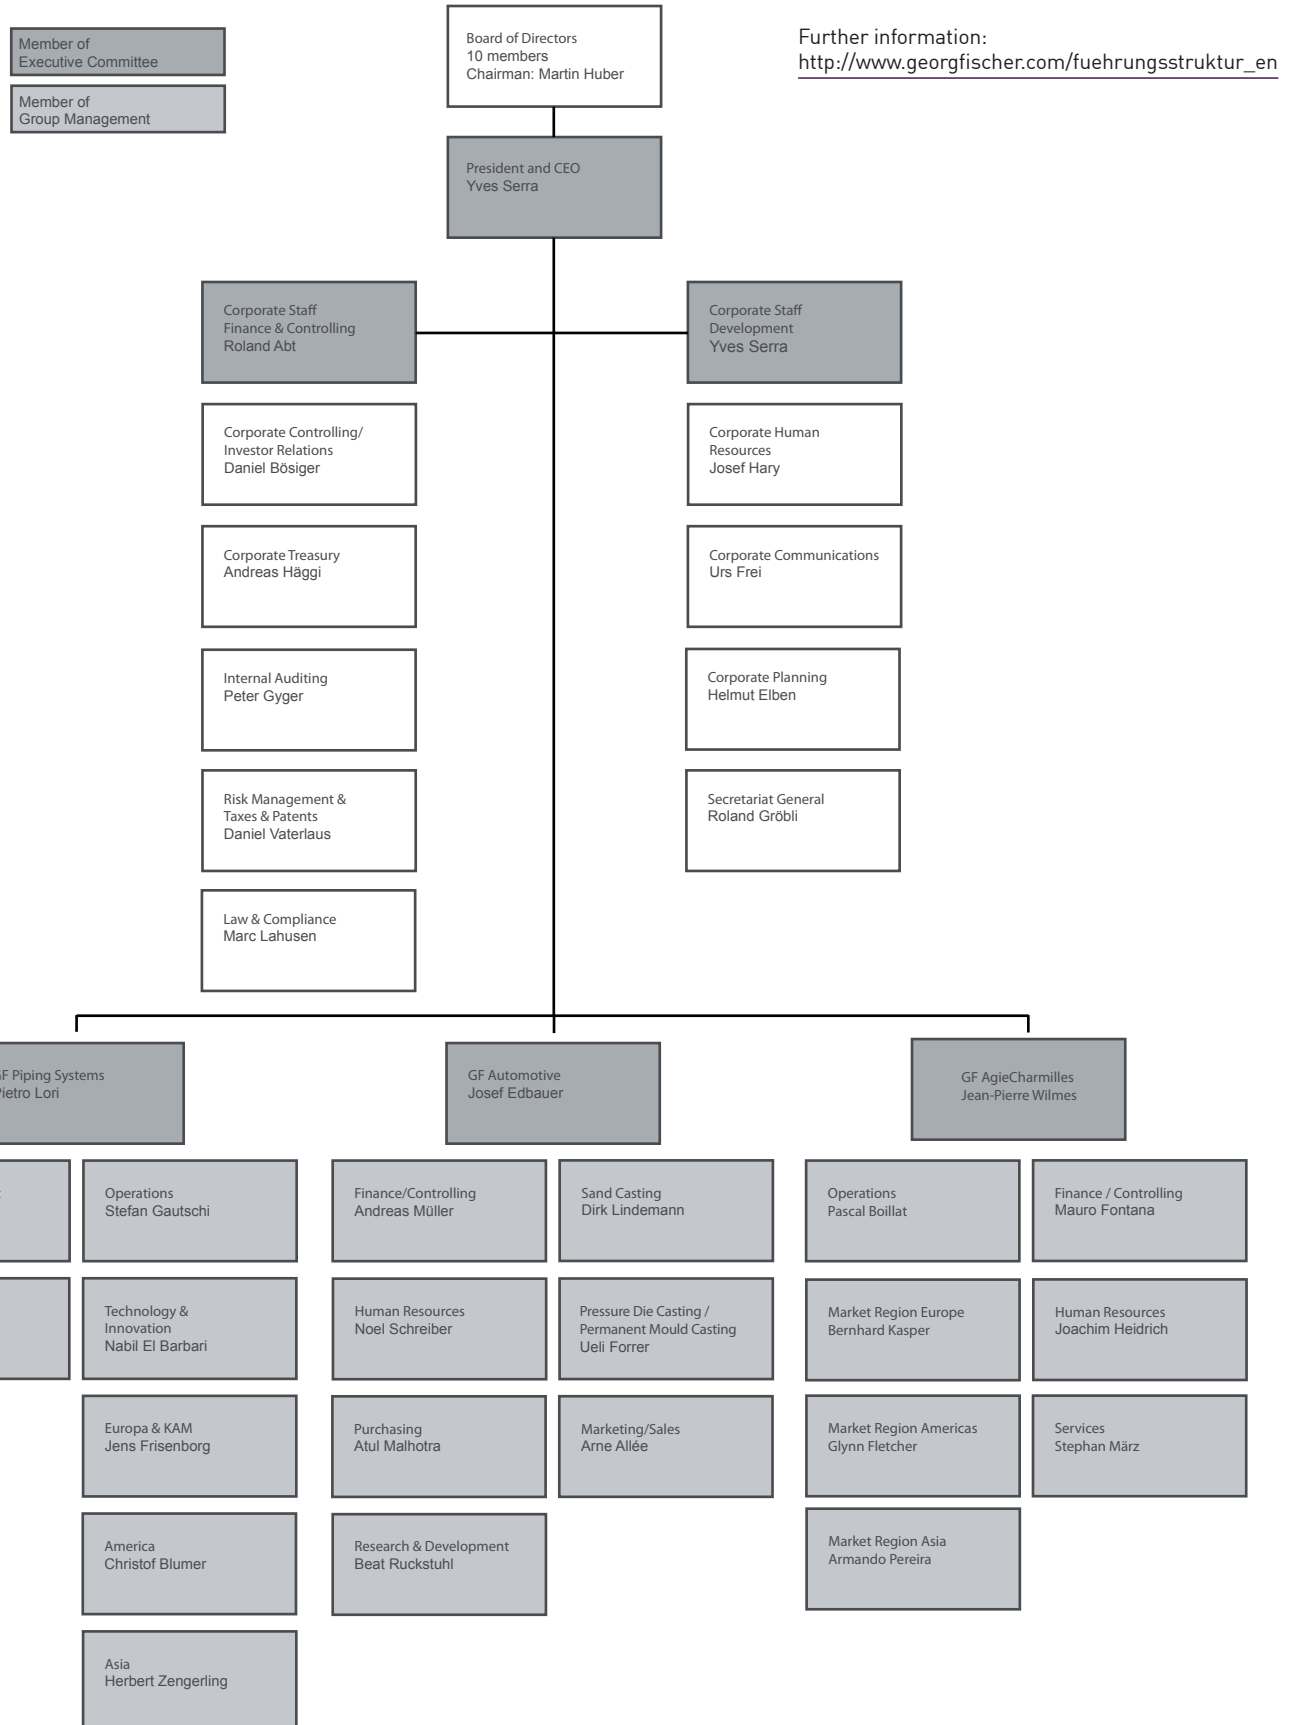 Member of
Executive Committee
Member of
Group Management
Board of Directors
10 members
Chairman: Martin Huber
Further information:
http://www.georgfischer.com/fuehrungsstruktur_en
President and CEO
Yves Serra
Corporate Staff
Finance & Controlling
Roland Abt
Corporate Staff
Development
Yves Serra
Corporate Controlling/
Investor Relations
Daniel Bösiger
Corporate Human
Resources
Josef Hary
Corporate Treasury
Andreas Häggi
Corporate Communications
Urs Frei
Internal Auditing
Peter Gyger
Corporate Planning
Helmut Elben
Risk Management &
Taxes & Patents
Daniel Vaterlaus
Secretariat General
Roland Gröbli
Law & Compliance
Marc Lahusen
Piping Systems
Lori
GF Automotive
Josef Edbauer
GF AgieCharmilles
Jean-Pierre Wilmes
Operations
Stefan Gautschi
Finance/Controlling
Andreas Müller
Sand Casting
Dirk Lindemann
Operations
Pascal Boillat
Finance / Controlling
Mauro Fontana
Technology &
Innovation
Nabil El Barbari
Human Resources
Noel Schreiber
Pressure Die Casting /
Permanent Mould Casting
Ueli Forrer
Market Region Europe
Bernhard Kasper
Human Resources
Joachim Heidrich
Europa & KAM
Jens Frisenborg
Purchasing
Atul Malhotra
Marketing/Sales
Arne Allée
Market Region Americas
Glynn Fletcher
Services
Stephan März
America
Christof Blumer
Research & Development
Beat Ruckstuhl
Market Region Asia
Armando Pereira
Asia
Herbert Zengerling